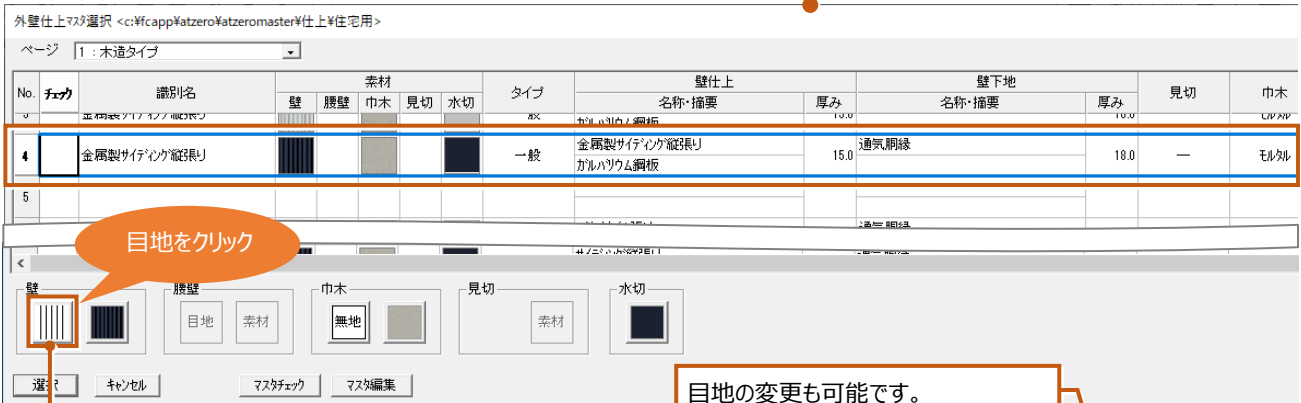 外壁仕上ﾏｽﾀ選択 <c:¥fcapp¥atzero¥atzeromaster¥仕上¥住宅用>
ページ 1：木造タイプ
No. ﾁｪｯｸ 識別名 素材 タイプ 壁仕上 壁下地 見切 巾木
壁 腰壁 巾木 見切 水切 名称･摘要 厚み 名称･摘要 厚み
4 金属製ｻｲﾃﾞｨﾝｸﾞ縦張り 一般 金属製ｻｲﾃﾞｨﾝｸﾞ縦張り 15.0 通気胴縁 18.0 ― ﾓﾙﾀﾙ
ｶﾞﾙﾊﾞﾘｳﾑ鋼板
5
目地をクリック
壁 腰壁 巾木 見切 水切
目地 素材 無地 素材
選択 ｷｬﾝｾﾙ ﾏｽﾀﾁｪｯｸ ﾏｽﾀ編集
目地の変更も可能です。